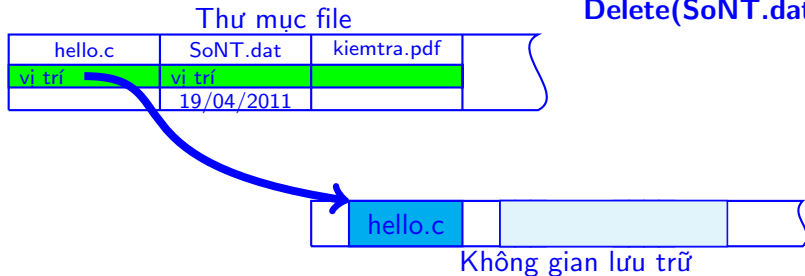 Thư mục file
Delete(SoNT.dat
hello.c SoNT.dat kiemtra.pdf
vị trí vị trí
19/04/2011
hello.c
Không gian lưu trữ